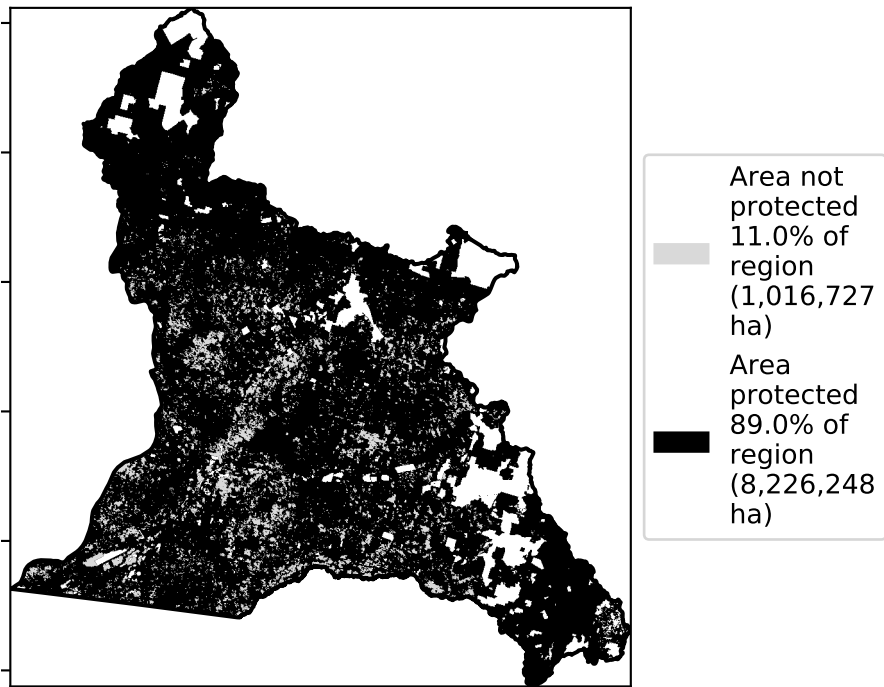 Area not
protected
11.0% of
region
(1,016,727
ha)
Area
protected
89.0% of
region
(8,226,248
ha)